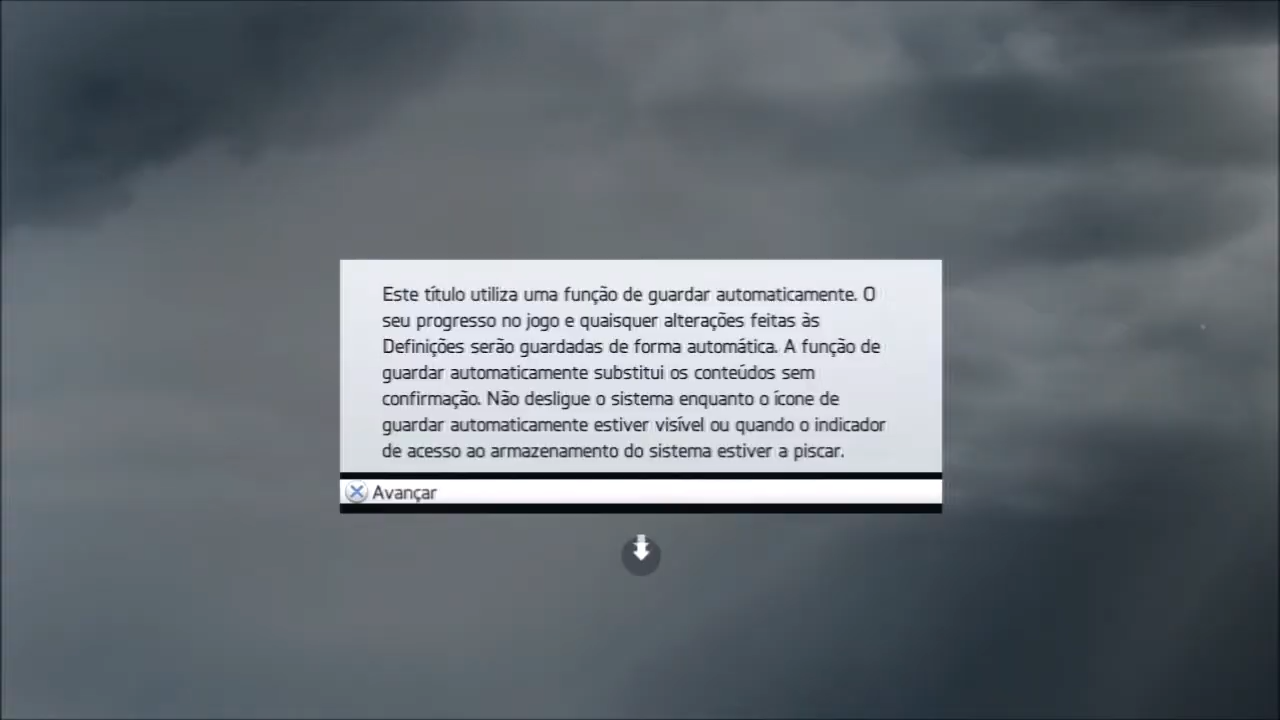 Este título utiliza uma função de guardar automaticamente. O
seu progresso no jogo e quaisquer alterações feitas às
Definições serão guardadas de forma automática. A função de
guardar automaticamente substitui os conteúdos sem
confirmação. Não desligue o sistema enquanto o ícone de
guardar automaticamente estiver visível ou quando o indicador
de acesso ao armazenamento do sistema estiver a piscar.
Avançar